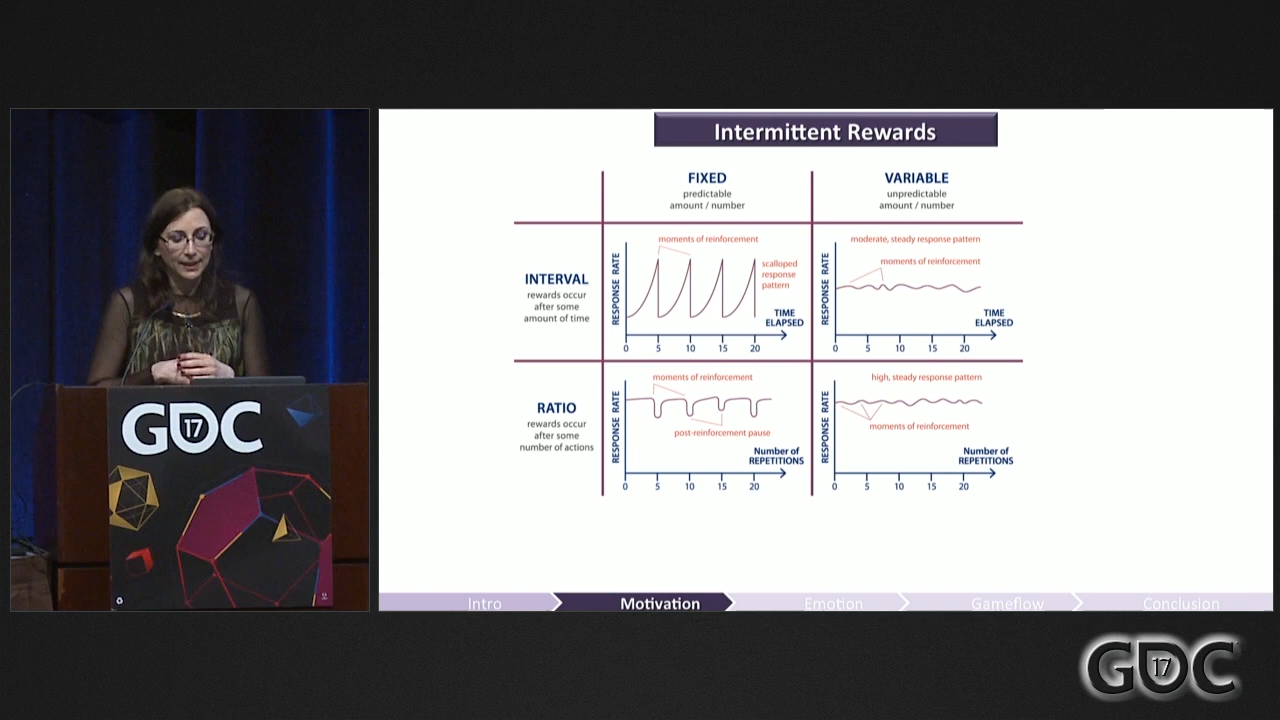 Intermittent Rewards
FIXED
predictable
amount / number
VARIABLE
unpredictable
amount / number
INTERVAL
rewards occur
after some
amount of time
RESPONSE RATE
moments of reinforcement
scalloped
response
pattern
TIME
ELAPSED
0 5 10 15 20
RESPONSE RATE
moderate, steady response pattern
moments of reinforcement
TIME
ELAPSED
0 5 10 15 20
RATIO
rewards occur
after some
number of actions
RESPONSE RATE
moments of reinforcement
post-reinforcement pause
Number of
REPETITIONS
0 5 10 15 20
RESPONSE RATE
high, steady response pattern
moments of reinforcement
Number of
REPETITIONS
0 5 10 15 20
Intro Motivation Emotion Gameflow Conclusion
GDC 17
GDC 17